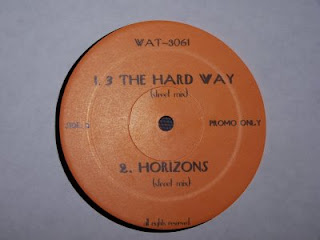 WAT-3061
1. 3 THE HARD WAY
(street mix)
SIDE
PROMO ONLY
2. HORIZONS
(street mix)
all rights reserved